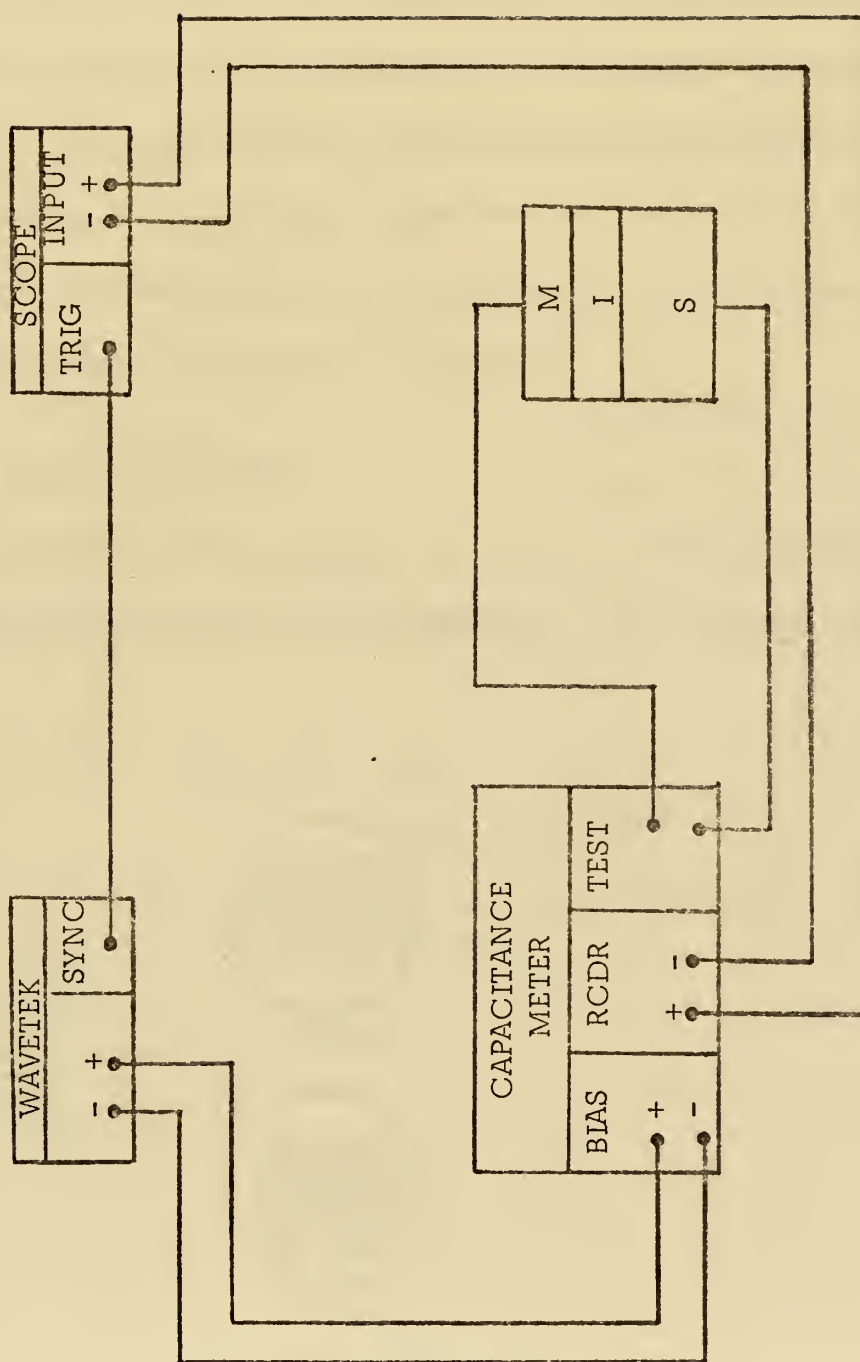 WAVETEK
- +
SYNC
SCOPE
TRIG
INPUT
- +
CAPACITANCE
METER
BIAS
+
-
RCDR
+ -
TEST
M
I
S